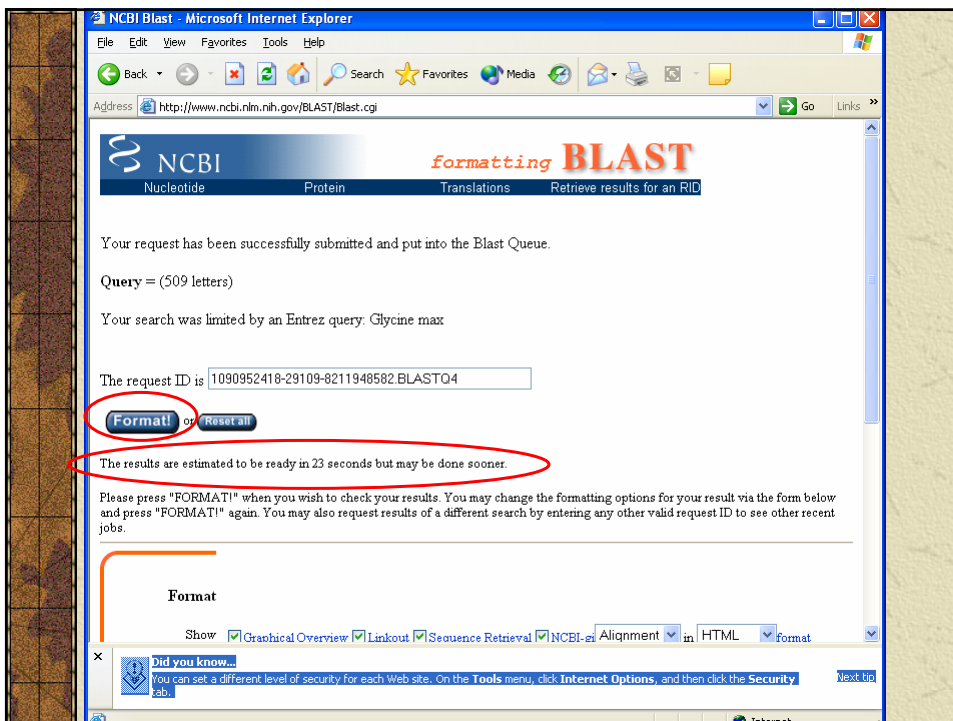 NCBI Blast - Microsoft Internet Explorer
File Edit View Favorites Tools Help
Back Search Favorites Media
Address http://www.ncbi.nlm.nih.gov/BLAST/Blast.cgi Go Links »
NCBI formatting BLAST
Nucleotide Protein Translations Retrieve results for an RID
Your request has been successfully submitted and put into the Blast Queue.
Query = (509 letters)
Your search was limited by an Entrez query: Glycine max
The request ID is 1090952418-29109-8211948582.BLASTQ4
Format! or Reset all
The results are estimated to be ready in 23 seconds but may be done sooner.
Please press "FORMAT!" when you wish to check your results. You may change the formatting options for your result via the form below
and press "FORMAT!" again. You may also request results of a different search by entering any other valid request ID to see other recent
jobs.
Format
Show Graphical Overview Linkout Sequence Retrieval NCBI-gi Alignment in HTML format
Did you know...
You can set a different level of security for each Web site. On the Tools menu, click Internet Options, and then click the Security Next tip
tab.
Internet